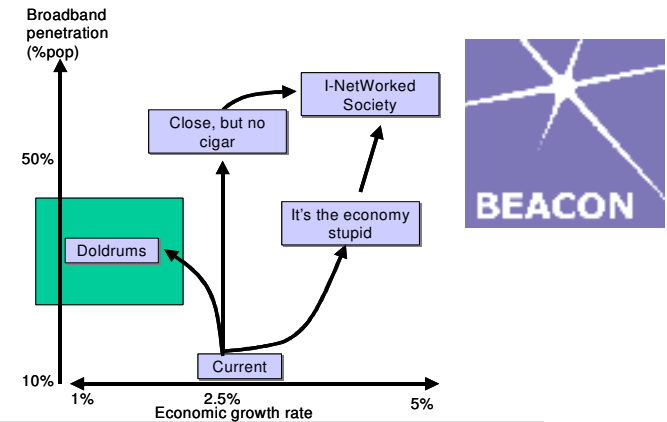 Broadband
penetration
(%pop)
I-NetWorked
Society
Close, but no
cigar
50%
It's the economy
stupid
BEACON
Doldrums
Current
10%
1%
2.5%
5%
Economic growth rate